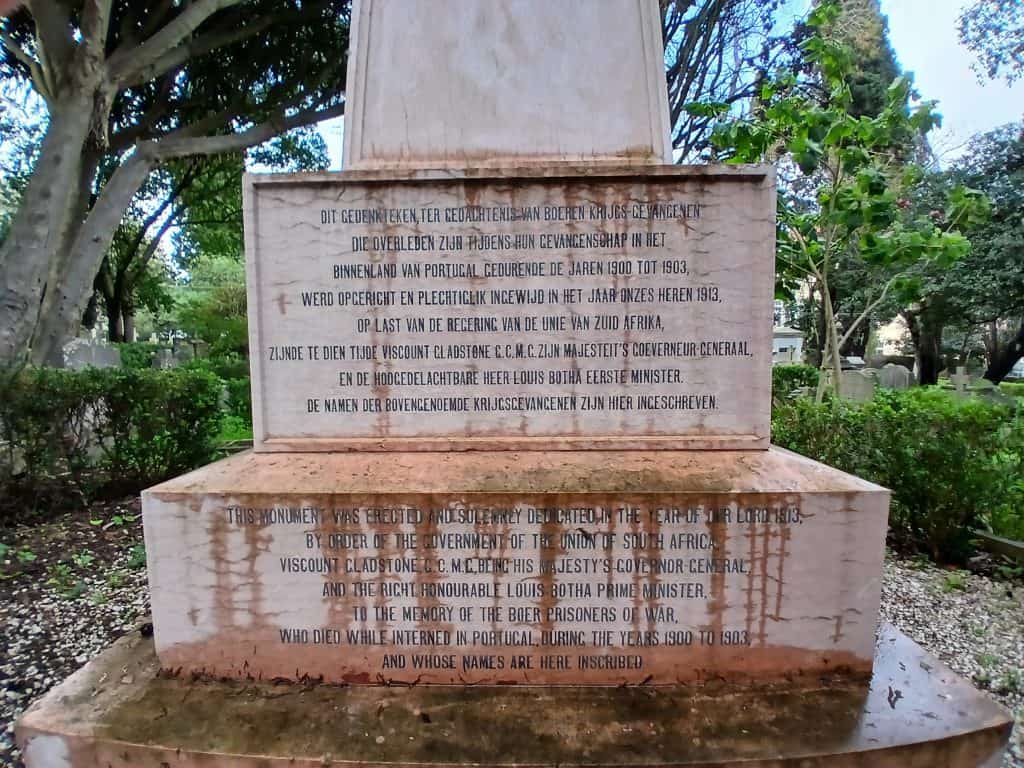 DIT GEDENKTEKEN, TER GEDACHTENIS VAN BOEREN KRIJGS-GEVANGENEN
DIE OVERLEDEN ZIJN TIJDENS HUN GEVANGENSCHAP IN HET
BINNENLAND VAN PORTUGAL GEDURENDE DE JAREN 1900 TOT 1903,
WERD OPGERICHT EN PLECHTIGLIK INGEWIJD IN HET JAAR ONZES HEREN 1913,
OP LAST VAN DE REGERING VAN DE UNIE VAN ZUID AFRIKA,
ZIJNDE TE DIEN TIJDE VISCOUNT GLADSTONE G.C.M.G. ZIJN MAJESTEIT'S GOEVERNEUR-GENERAAL,
EN DE HOOGEDELACHTBARE HEER LOUIS BOTHA EERSTE MINISTER.
DE NAMEN DER BOVENGENOEMDE KRIJGSGEVANGENEN ZIJN HIER INGESCHREVEN.
THIS MONUMENT WAS ERECTED AND SOLEMNLY DEDICATED, IN THE YEAR OF OUR LORD 1913,
BY ORDER OF THE GOVERNMENT OF THE UNION OF SOUTH AFRICA,
VISCOUNT GLADSTONE G.C.M.G. BEING HIS MAJESTY'S GOVERNOR-GENERAL,
AND THE RIGHT HONOURABLE LOUIS BOTHA PRIME MINISTER,
TO THE MEMORY OF THE BOER PRISONERS OF WAR,
WHO DIED WHILE INTERNED IN PORTUGAL, DURING THE YEARS 1900 TO 1903,
AND WHOSE NAMES ARE HERE INSCRIBED.